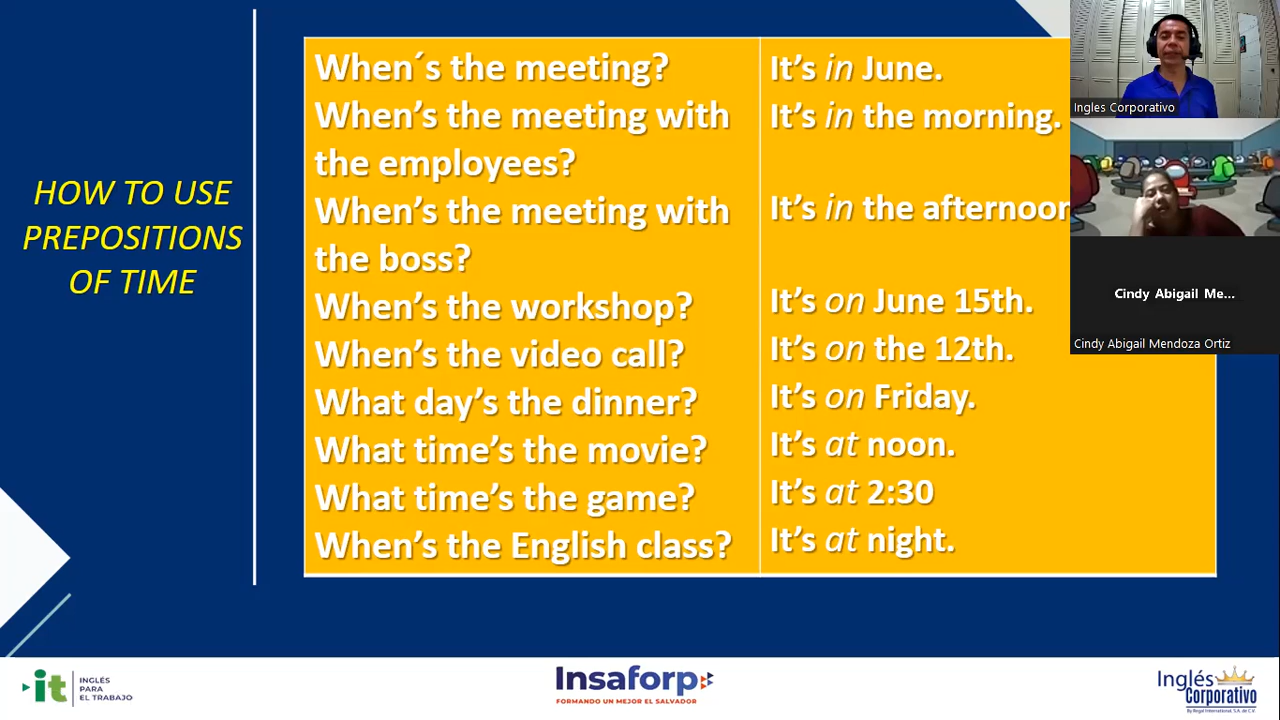 HOW TO USE
PREPOSITIONS
OF TIME
When´s the meeting?
When's the meeting with
the employees?
When's the meeting with
the boss?
When's the workshop?
When's the video call?
What day's the dinner?
What time's the movie?
What time's the game?
When's the English class?
It's in June.
It's in the morning.
It's in the afternoor
It's on June 15th.
It's on the 12th.
It's on Friday.
It's at noon.
It's at 2:30
It's at night.
Ingles Corporativo
Cindy Abigail Me...
Cindy Abigail Mendoza Ortiz
it INGLÉS
PARA
EL TRABAJO
Insaforp
FORMANDO UN MEJOR EL SALVADOR
Inglés
Corporativo
By Regal International, S.A. de C.V.